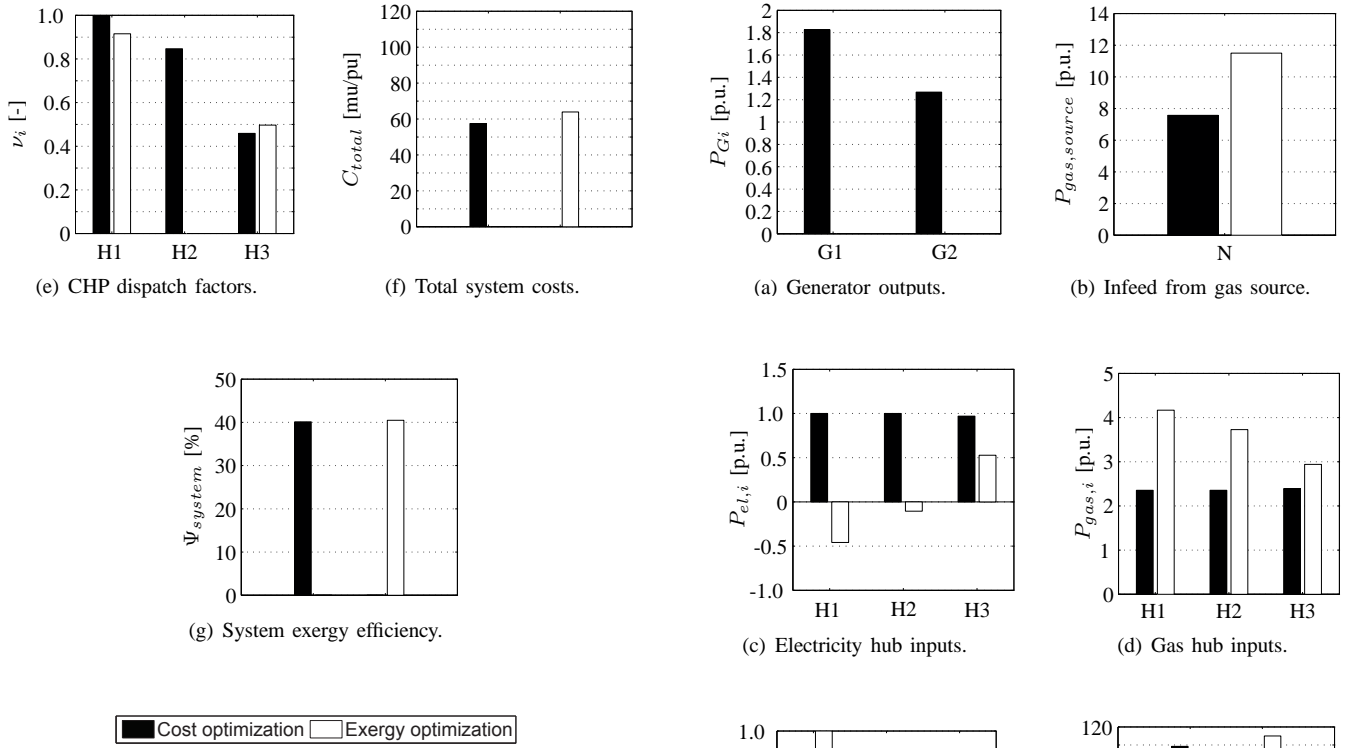 1.0
0.8
0.6
0.4
0.2
0
ν_i [-]
H1 H2 H3
(e) CHP dispatch factors.
120
100
80
60
40
20
0
C_total [mu/pu]
(f) Total system costs.
50
40
30
20
10
0
Ψ_system [%]
(g) System exergy efficiency.
Cost optimization Exergy optimization
2
1.8
1.6
1.4
1.2
1
0.8
0.6
0.4
0.2
0
P_Gi [p.u.]
G1 G2
(a) Generator outputs.
14
12
10
8
6
4
2
0
P_gas,source [p.u.]
N
(b) Infeed from gas source.
1.5
1.0
0.5
0
-0.5
-1.0
P_el,i [p.u.]
H1 H2 H3
(c) Electricity hub inputs.
5
4
3
2
1
0
P_gas,i [p.u.]
H1 H2 H3
(d) Gas hub inputs.
1.0
120